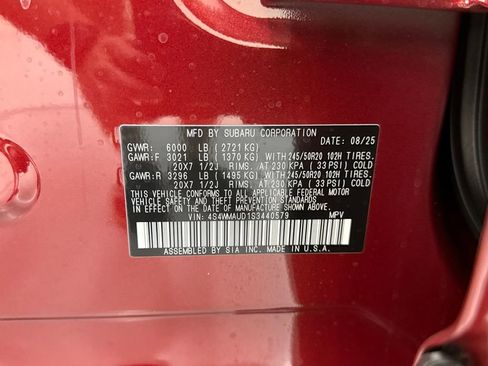 MFD BY SUBARU CORPORATION
DATE: 08/25
GVWR: 6000 LB (2721 KG)
GAWR:F 3021 LB (1370 KG) WITH 245/50R20 102H TIRES.
20X7 1/2J RIMS. AT 230 KPA (33 PSI) COLD
GAWR:R 3296 LB (1495 KG) WITH 245/50R20 102H TIRES.
20X7 1/2J RIMS. AT 230 KPA (33 PSI) COLD
THIS VEHICLE CONFORMS TO ALL APPLICABLE FEDERAL MOTOR
VEHICLE SAFETY STANDARDS
IN EFFECT ON THE DATE OF MANUFACTURE SHOWN ABOVE.
VIN: 4S4WMAUD1S3440579 MPV
ASSEMBLED BY SIA INC. MADE IN U.S.A.